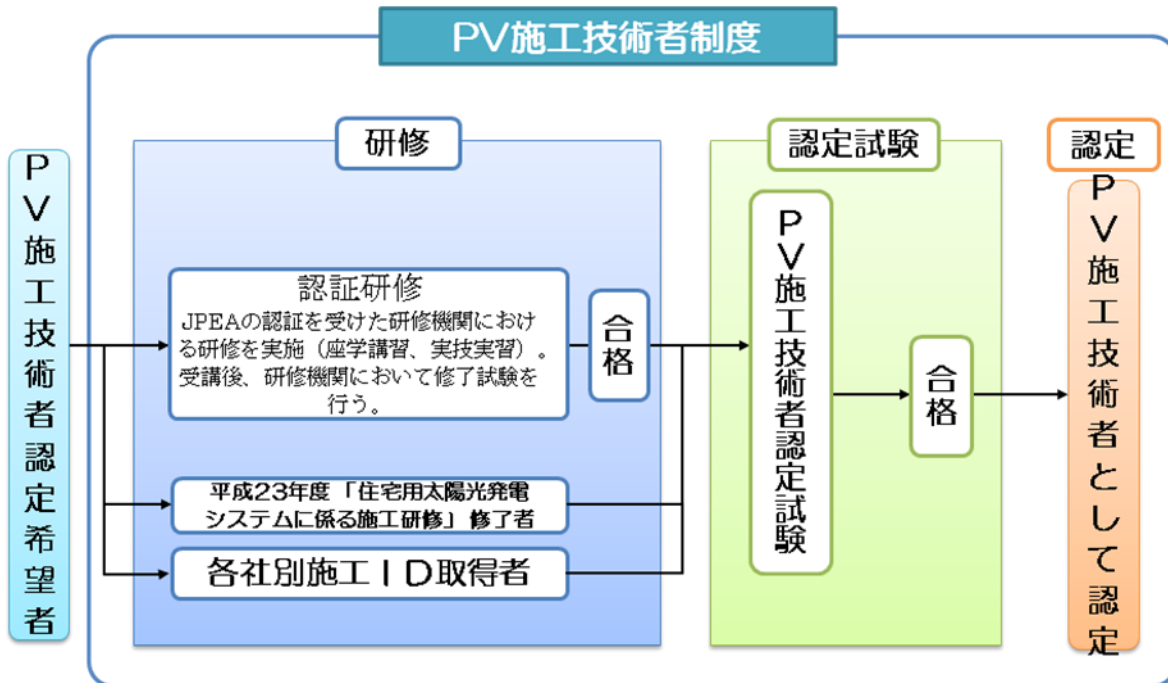 PV施工技術者制度
研修
認定試験
認定
PV施工技術者認定希望者
認証研修
JPEAの認証を受けた研修機関におけ
る研修を実施（座学講習、実技実習）。
受講後、研修機関において修了試験を
行う。
合格
平成23年度「住宅用太陽光発電
システムに係る施工研修」修了者
各社別施工ID取得者
PV施工技術者認定試験
合格
PV施工技術者として認定